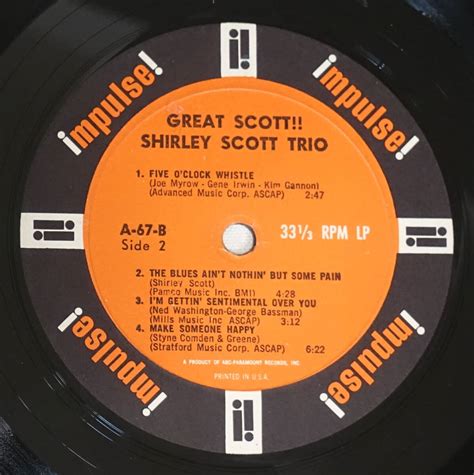 impulse! impulse!
GREAT SCOTT!!
SHIRLEY SCOTT TRIO
1. FIVE O'CLOCK WHISTLE
(Joe Myrow - Gene Irwin - Kim Gannon)
(Advanced Music Corp. ASCAP) 2:47
A-67-B 33⅓ RPM LP
Side 2
2. THE BLUES AIN'T NOTHIN' BUT SOME PAIN
(Shirley Scott)
(Pamco Music Inc. BMI) 4:28
3. I'M GETTIN' SENTIMENTAL OVER YOU
(Ned Washington-George Bassman)
(Mills Music Inc ASCAP) 3:12
4. MAKE SOMEONE HAPPY
(Styne Comden & Greene)
(Stratford Music Corp. ASCAP) 6:22
A PRODUCT OF ABC-PARAMOUNT RECORDS, INC.
PRINTED IN U.S.A.
impulse! impulse!